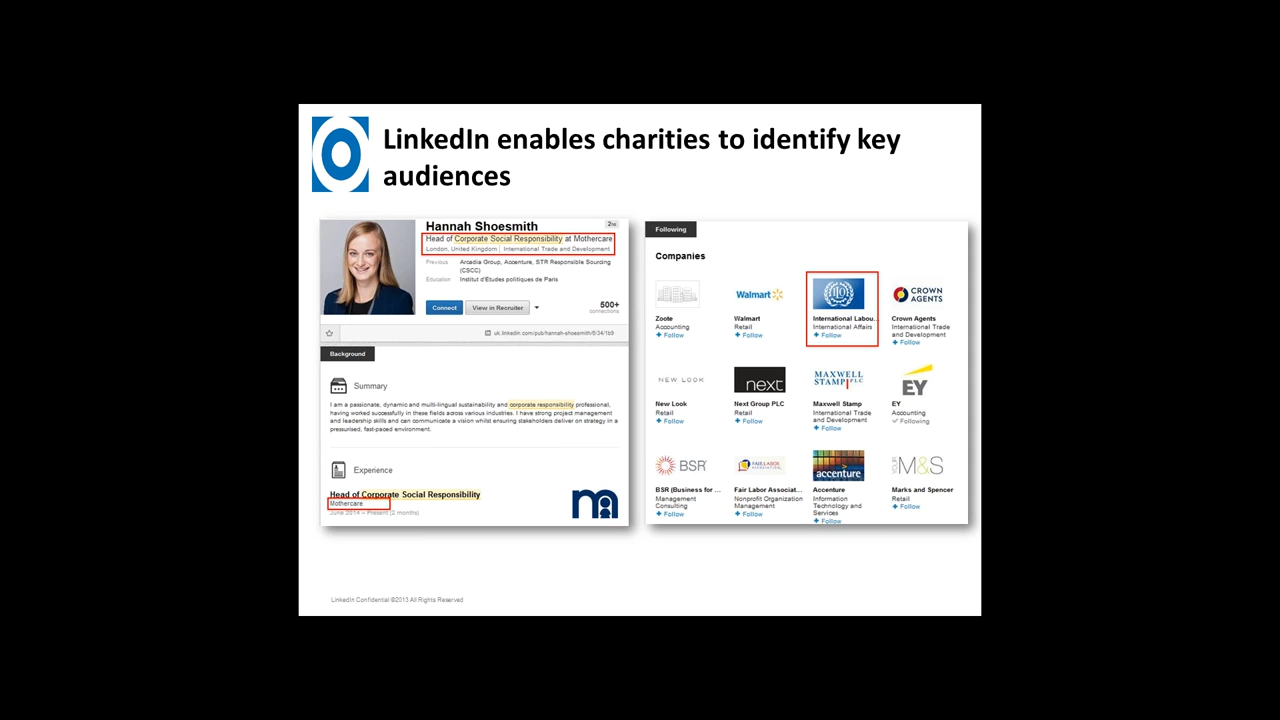 LinkedIn enables charities to identify key
audiences
Hannah Shoesmith
2ND
Head of Corporate Social Responsibility at Mothercare
London, United Kingdom | International Trade and Development
Previous Arcadia Group, Accenture, STR Responsible Sourcing
(CSCC)
Education Institut d'Etudes politiques de Paris
Connect View in Recruiter
500+
connections
uk.linkedin.com/pub/hannah-shoesmith/6/34/1b9
Background
Summary
I am a passionate, dynamic and multi-lingual sustainability and corporate responsibility professional,
having worked successfully in these fields across various industries. I have strong project management
and leadership skills and can communicate a vision whilst ensuring stakeholders deliver on strategy in a
pressurised, fast-paced environment.
Experience
Head of Corporate Social Responsibility
Mothercare
June 2014 – Present (2 months)
Following
Companies
Walmart
IIO
CROWN
AGENTS
Zoote
Accounting
+ Follow
Walmart
Retail
+ Follow
International Labou...
International Affairs
+ Follow
Crown Agents
International Trade
and Development
+ Follow
NEW LOOK
next
MAXWELL
STAMP PLC
EY
New Look
Retail
+ Follow
Next Group PLC
Retail
+ Follow
Maxwell Stamp
International Trade
and Development
+ Follow
EY
Accounting
✓ Following
BSR
FAIR LABOR
ASSOCIATION
accenture
YOUR
M&S
BSR (Business for ...
Management
Consulting
+ Follow
Fair Labor Associat...
Nonprofit Organization
Management
+ Follow
Accenture
Information
Technology and
Services
+ Follow
Marks and Spencer
Retail
+ Follow
LinkedIn Confidential ©2013 All Rights Reserved